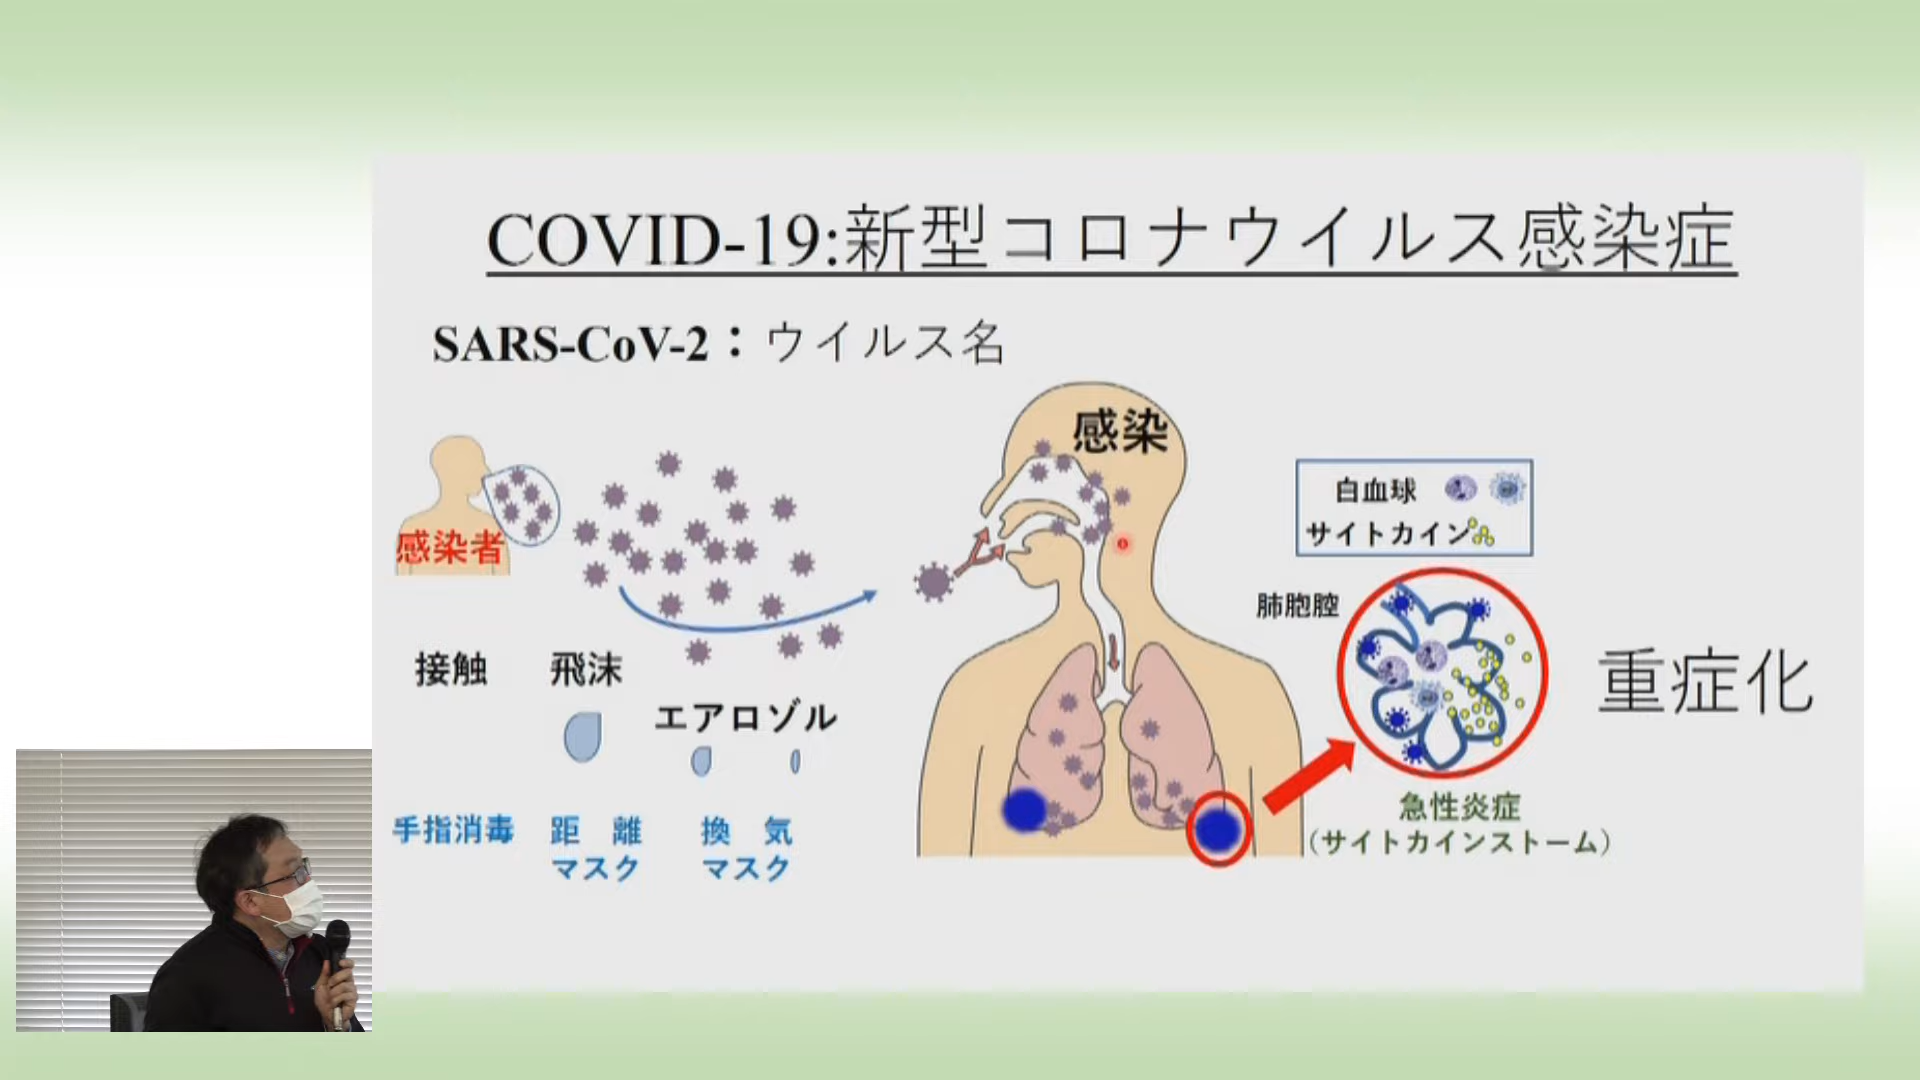 COVID-19:新型コロナウイルス感染症
SARS-CoV-2：ウイルス名
感染者
感染
白血球
サイトカイン
肺胞腔
重症化
接触
飛沫
エアロゾル
手指消毒
距 離
マスク
換 気
マスク
急性炎症
(サイトカインストーム)